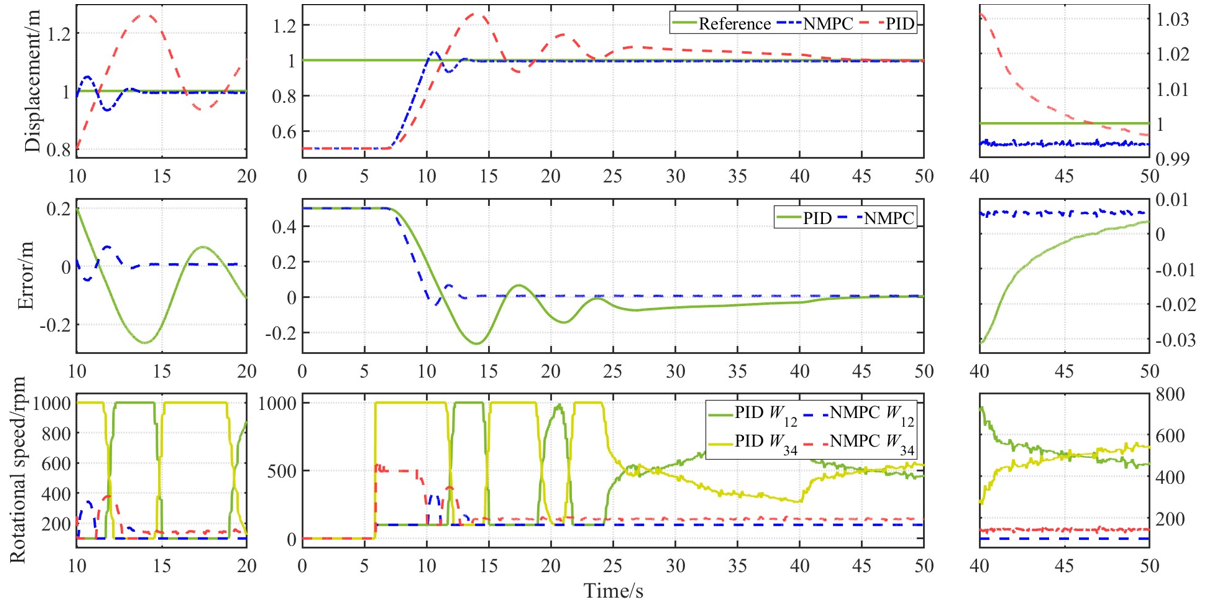 Displacement/m
1.2
1
0.8
10 15 20
1.2
1
0.8
0.6
0 5 10 15 20 25 30 35 40 45 50
Reference NMPC PID
1.03
1.02
1.01
1
0.99
40 45 50
Error/m
0.2
0
-0.2
10 15 20
0.4
0.2
0
-0.2
0 5 10 15 20 25 30 35 40 45 50
PID NMPC
0.01
0
-0.01
-0.02
-0.03
40 45 50
Rotational speed/rpm
1000
800
600
400
200
10 15 20
1000
500
0
0 5 10 15 20 25 30 35 40 45 50
PID W12 NMPC W12
PID W34 NMPC W34
800
600
400
200
40 45 50
Time/s